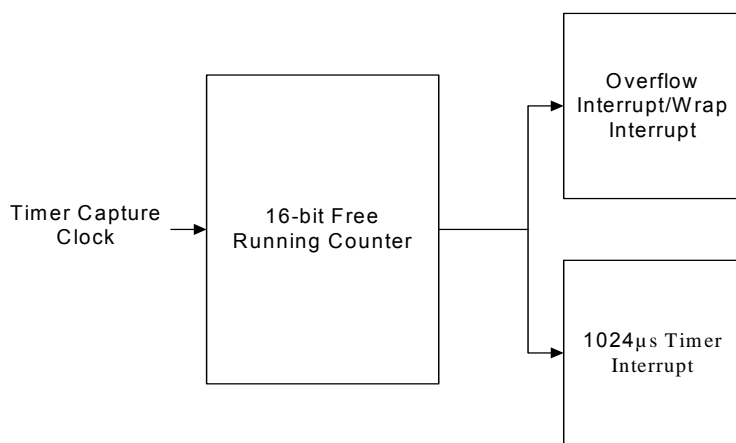 Timer Capture
Clock
16-bit Free
Running Counter
Overflow
Interrupt/Wrap
Interrupt
1024µs Timer
Interrupt